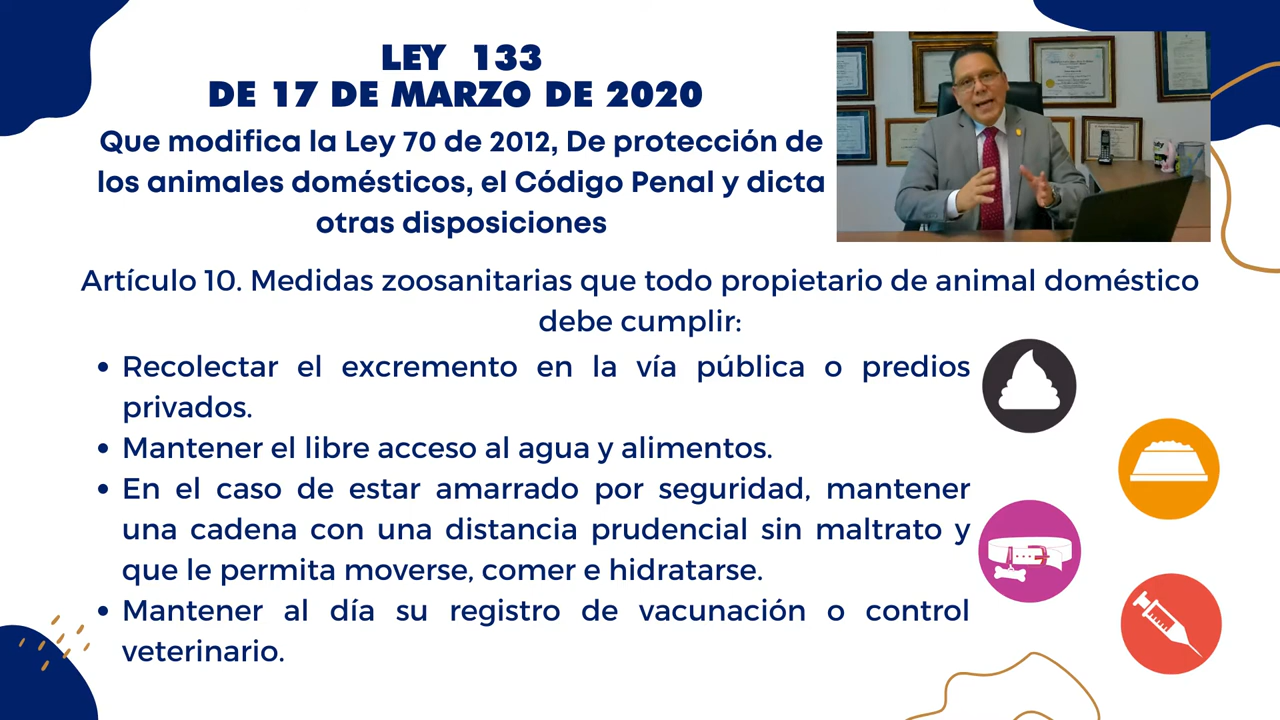 LEY 133
DE 17 DE MARZO DE 2020
Que modifica la Ley 70 de 2012, De protección de
los animales domésticos, el Código Penal y dicta
otras disposiciones
Artículo 10. Medidas zoosanitarias que todo propietario de animal doméstico
debe cumplir:
• Recolectar el excremento en la vía pública o predios
privados.
• Mantener el libre acceso al agua y alimentos.
• En el caso de estar amarrado por seguridad, mantener
una cadena con una distancia prudencial sin maltrato y
que le permita moverse, comer e hidratarse.
• Mantener al día su registro de vacunación o control
veterinario.